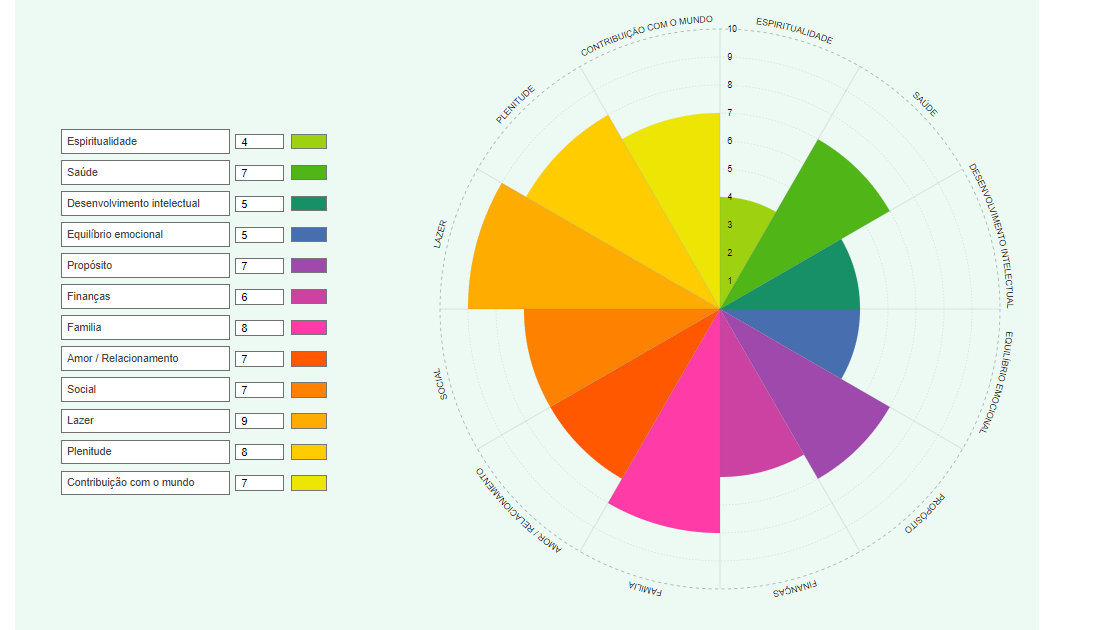 Espiritualidade 4
Saúde 7
Desenvolvimento intelectual 5
Equilíbrio emocional 5
Propósito 7
Finanças 6
Familia 8
Amor / Relacionamento 7
Social 7
Lazer 9
Plenitude 8
Contribuição com o mundo 7
ESPIRITUALIDADE
SAÚDE
DESENVOLVIMENTO INTELECTUAL
EQUILÍBRIO EMOCIONAL
PROPÓSITO
FINANÇAS
FAMILIA
AMOR / RELACIONAMENTO
SOCIAL
LAZER
PLENITUDE
CONTRIBUIÇÃO COM O MUNDO
10
9
8
7
6
5
4
3
2
1